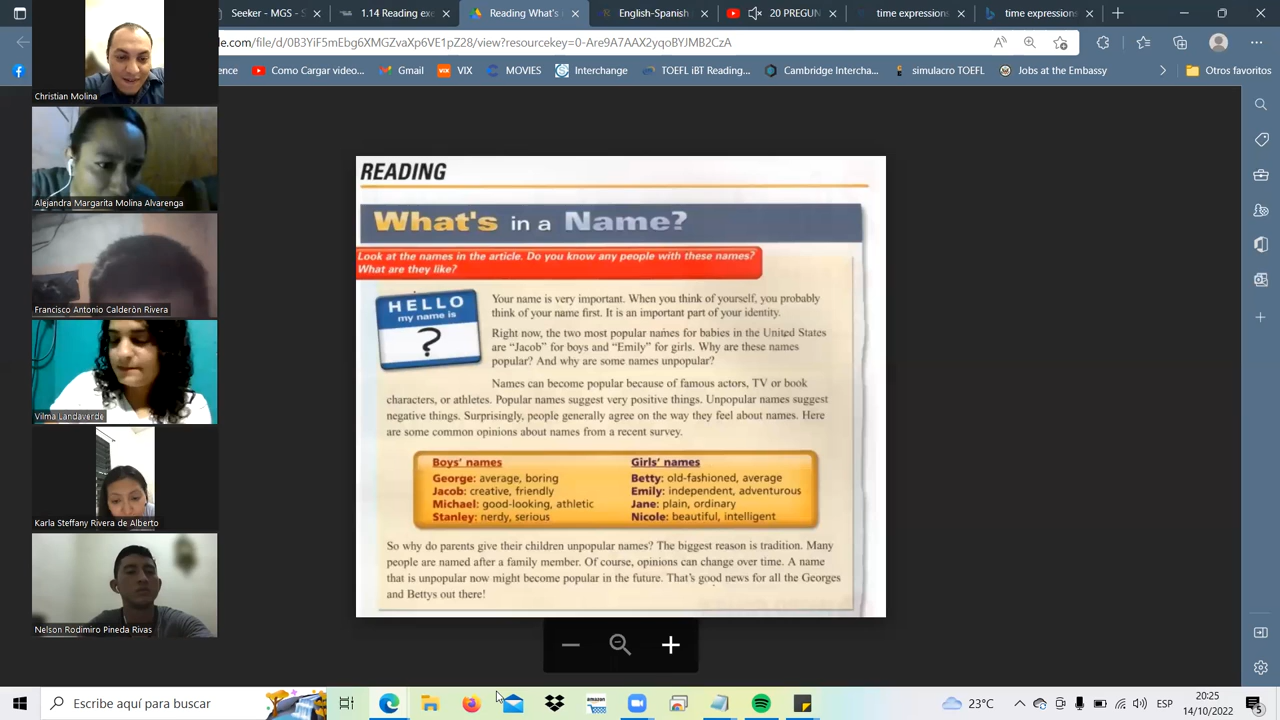 Seeker - MGS - S
1.14 Reading exe
Reading What's
English-Spanish
20 PREGUN
time expressions
time expressions
le.com/file/d/0B3YiF5mEbg6XMGZvaXp6VE1pZ28/view?resourcekey=0-Are9A7AAX2yqoBYJMB2CzA
ence
Como Cargar video...
Gmail
VIX
MOVIES
Interchange
TOEFL iBT Reading...
Cambridge Intercha...
simulacro TOEFL
Jobs at the Embassy
Otros favoritos
Christian Molina
Alejandra Margarita Molina Alvarenga
Francisco Antonio Calderón Rivera
Vilma Landaverde
Karla Steffany Rivera de Alberto
Nelson Rodimiro Pineda Rivas
READING
What's in a Name?
Look at the names in the article. Do you know any people with these names?
What are they like?
HELLO
my name is
?
Your name is very important. When you think of yourself, you probably
think of your name first. It is an important part of your identity.
Right now, the two most popular names for babies in the United States
are “Jacob” for boys and “Emily” for girls. Why are these names
popular? And why are some names unpopular?
Names can become popular because of famous actors, TV or book
characters, or athletes. Popular names suggest very positive things. Unpopular names suggest
negative things. Surprisingly, people generally agree on the way they feel about names. Here
are some common opinions about names from a recent survey.
Boys' names
George: average, boring
Jacob: creative, friendly
Michael: good-looking, athletic
Stanley: nerdy, serious
Girls' names
Betty: old-fashioned, average
Emily: independent, adventurous
Jane: plain, ordinary
Nicole: beautiful, intelligent
So why do parents give their children unpopular names? The biggest reason is tradition. Many
people are named after a family member. Of course, opinions can change over time. A name
that is unpopular now might become popular in the future. That's good news for all the Georges
and Bettys out there!
Escribe aquí para buscar
amazon
23°C
ESP
20:25
14/10/2022
5